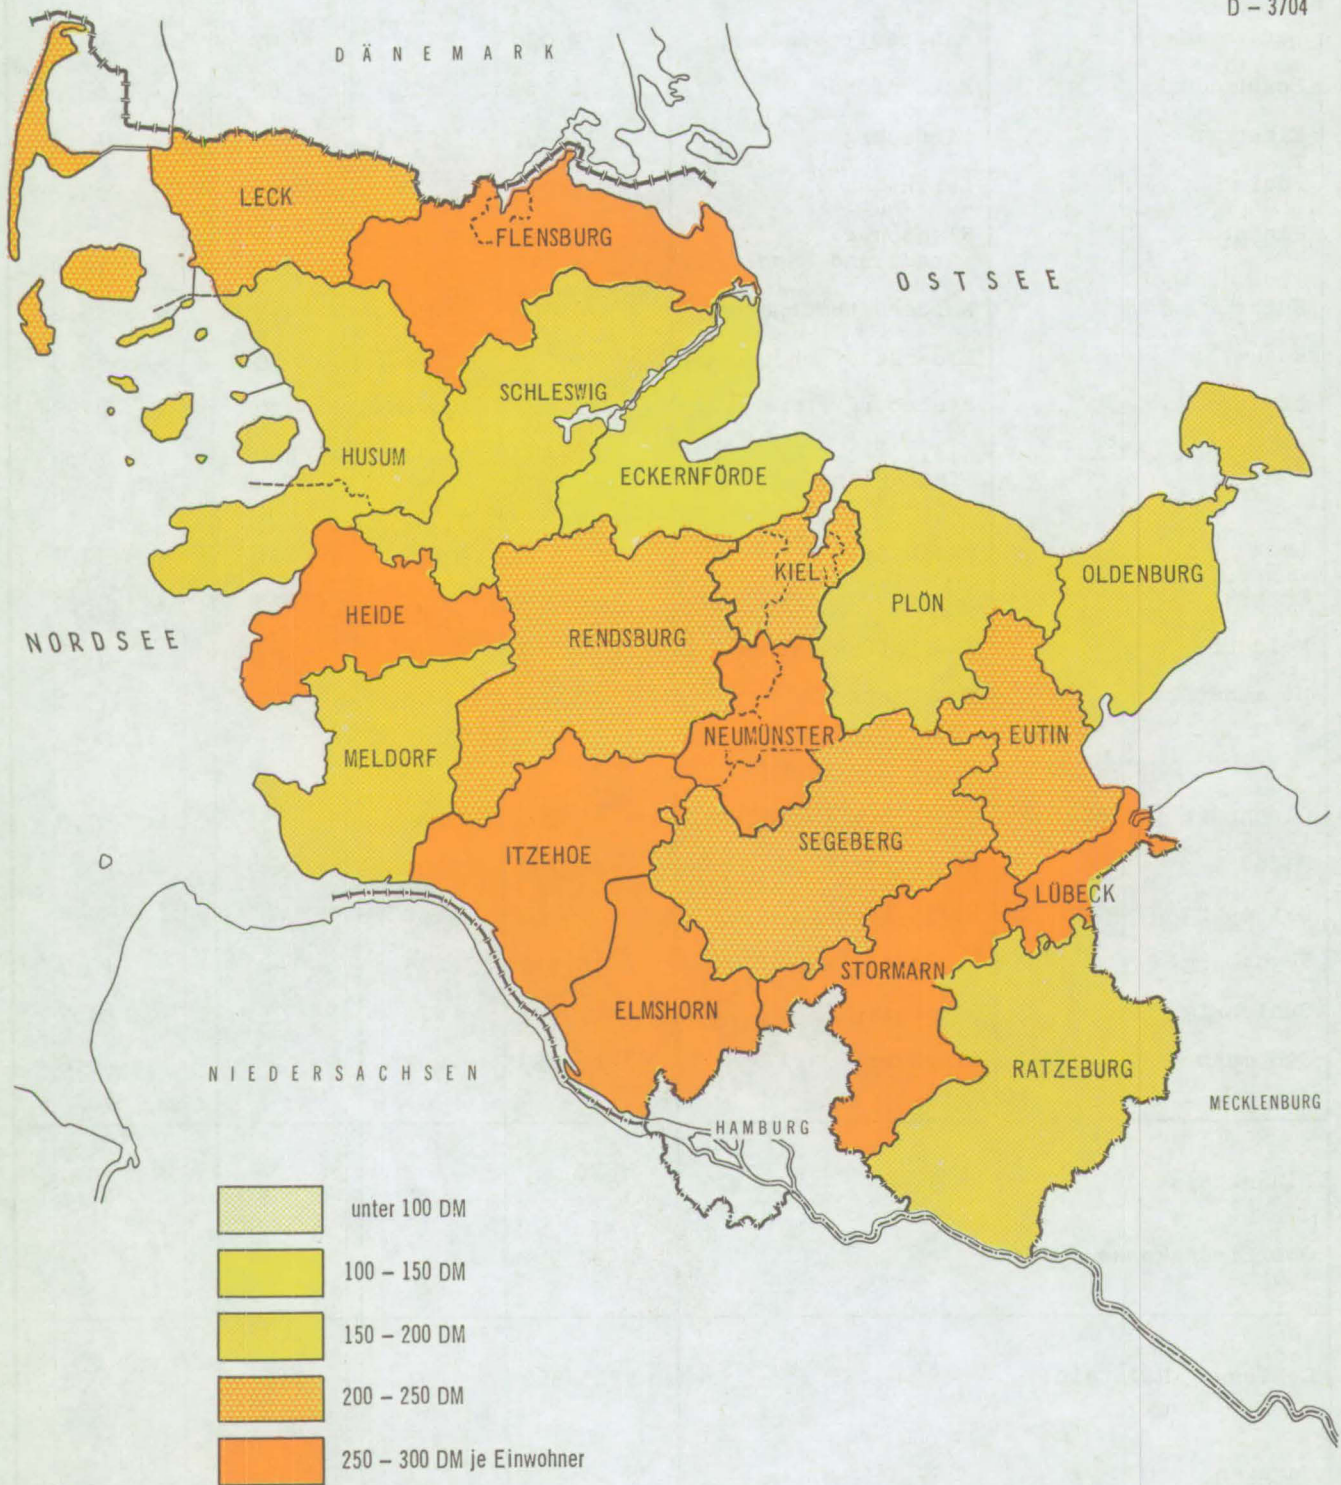 D – 3704
DÄNEMARK
LECK
FLENSBURG
OSTSEE
SCHLESWIG
HUSUM
ECKERNFÖRDE
KIEL
OLDENBURG
PLÖN
HEIDE
NORDSEE
RENDSBURG
NEUMÜNSTER
EUTIN
MELDORF
SEGEBERG
ITZEHOE
LÜBECK
STORMARN
ELMSHORN
RATZEBURG
NIEDERSACHSEN
MECKLENBURG
HAMBURG
unter 100 DM
100 – 150 DM
150 – 200 DM
200 – 250 DM
250 – 300 DM je Einwohner